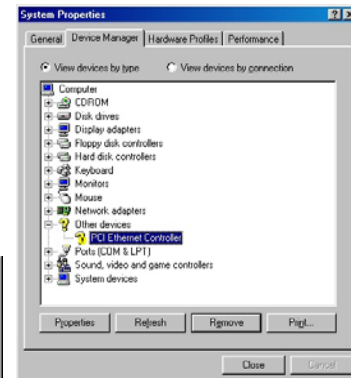 System Properties
General Device Manager Hardware Profiles Performance
View devices by type View devices by connection
Computer
CDROM
Disk drives
Display adapters
Floppy disk controllers
Hard disk controllers
Keyboard
Monitors
Mouse
Network adapters
Other devices
PCI Ethernet Controller
Ports (COM & LPT)
Sound, video and game controllers
System devices
Properties Refresh Remove Print...
Close Cancel